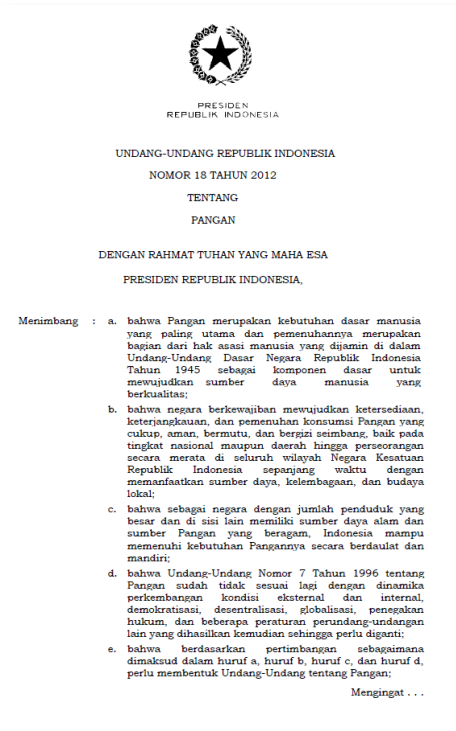 PRESIDEN
REPUBLIK INDONESIA
UNDANG-UNDANG REPUBLIK INDONESIA
NOMOR 18 TAHUN 2012
TENTANG
PANGAN
DENGAN RAHMAT TUHAN YANG MAHA ESA
PRESIDEN REPUBLIK INDONESIA,
Menimbang : a. bahwa Pangan merupakan kebutuhan dasar manusia
yang paling utama dan pemenuhannya merupakan
bagian dari hak asasi manusia yang dijamin di dalam
Undang-Undang Dasar Negara Republik Indonesia
Tahun 1945 sebagai komponen dasar untuk
mewujudkan sumber daya manusia yang
berkualitas;
b. bahwa negara berkewajiban mewujudkan ketersediaan,
keterjangkauan, dan pemenuhan konsumsi Pangan yang
cukup, aman, bermutu, dan bergizi seimbang, baik pada
tingkat nasional maupun daerah hingga perseorangan
secara merata di seluruh wilayah Negara Kesatuan
Republik Indonesia sepanjang waktu dengan
memanfaatkan sumber daya, kelembagaan, dan budaya
lokal;
c. bahwa sebagai negara dengan jumlah penduduk yang
besar dan di sisi lain memiliki sumber daya alam dan
sumber Pangan yang beragam, Indonesia mampu
memenuhi kebutuhan Pangannya secara berdaulat dan
mandiri;
d. bahwa Undang-Undang Nomor 7 Tahun 1996 tentang
Pangan sudah tidak sesuai lagi dengan dinamika
perkembangan kondisi eksternal dan internal,
demokratisasi, desentralisasi, globalisasi, penegakan
hukum, dan beberapa peraturan perundang-undangan
lain yang dihasilkan kemudian sehingga perlu diganti;
e. bahwa berdasarkan pertimbangan sebagaimana
dimaksud dalam huruf a, huruf b, huruf c, dan huruf d,
perlu membentuk Undang-Undang tentang Pangan;
Mengingat . . .